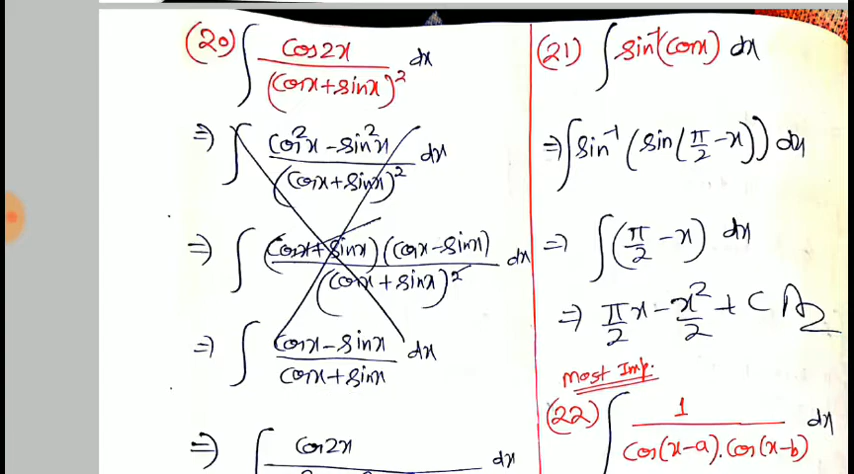 (20) ∫ cos2x / (cosx+sinx)² dx
⇒ ∫ cos²x - sin²x / (cosx+sinx)² dx
⇒ ∫ (cosx+sinx)(cosx-sinx) / (cosx+sinx)² dx
⇒ ∫ cosx-sinx / cosx+sinx dx
⇒ ∫ cos2x dx
(21) ∫ sin⁻¹(cosx) dx
⇒ ∫ sin⁻¹(sin(π/2 - x)) dx
⇒ ∫ (π/2 - x) dx
⇒ π/2 x - x²/2 + C
Most Imp.
(22) ∫ 1 / cos(x-a).cos(x-b) dx